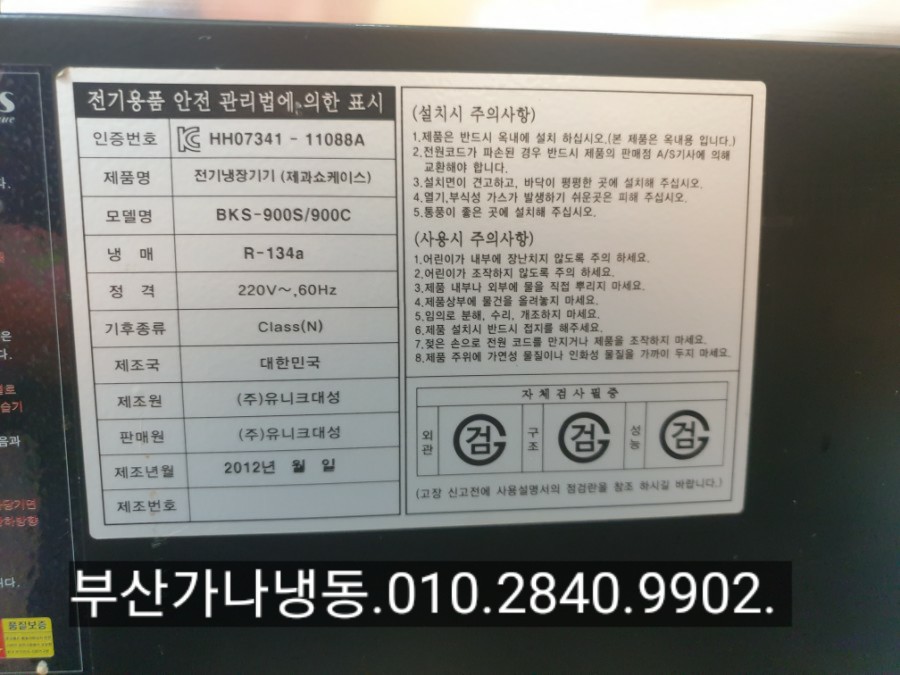 전기용품 안전 관리법에 의한 표시
인증번호 HH07341 - 11088A
제품명 전기냉장기기 (제과쇼케이스)
모델명 BKS-900S/900C
냉 매 R-134a
정 격 220V~,60Hz
기후종류 Class(N)
제조국 대한민국
제조원 (주)유니크대성
판매원 (주)유니크대성
제조년월 2012년 월 일
제조번호
(설치시 주의사항)
1.제품은 반드시 옥내에 설치 하십시오.(본 제품은 옥내용 입니다.)
2.전원코드가 파손된 경우 반드시 제품의 판매점 A/S기사에 의해
교환해야 합니다.
3.설치면이 견고하고, 바닥이 평평한 곳에 설치해 주십시오.
4.열기,부식성 가스가 발생하기 쉬운곳은 피해 주십시오.
5.통풍이 좋은 곳에 설치해 주십시오.
(사용시 주의사항)
1.어린이가 내부에 장난치지 않도록 주의 하세요.
2.어린이가 조작하지 않도록 주의 하세요.
3.제품 내부나 외부에 물을 직접 뿌리지 마세요.
4.제품상부에 물건을 올려놓지 마세요.
5.임의로 분해, 수리, 개조하지 마세요.
6.제품 설치시 반드시 접지를 해주세요.
7.젖은 손으로 전원 코드를 만지거나 제품을 조작하지 마세요.
8.제품 주위에 가연성 물질이나 인화성 물질을 가까이 두지 마세요.
자체검사필증
외관 검 구조 검 성능 검
(고장 신고전에 사용설명서의 점검란을 참조 하시길 바랍니다.)
부산가나냉동.010.2840.9902.
품질보증